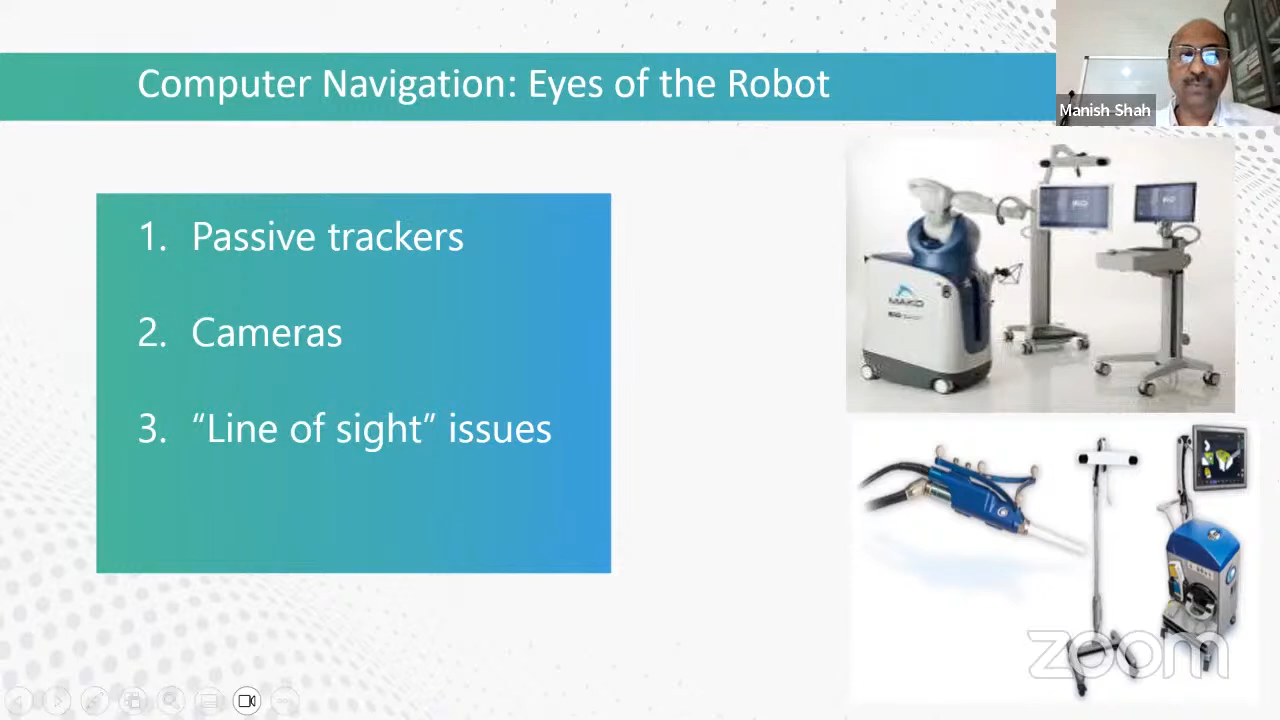 Computer Navigation: Eyes of the Robot
Manish Shah
1. Passive trackers
2. Cameras
3. “Line of sight” issues
MAKO
RIO
zoom